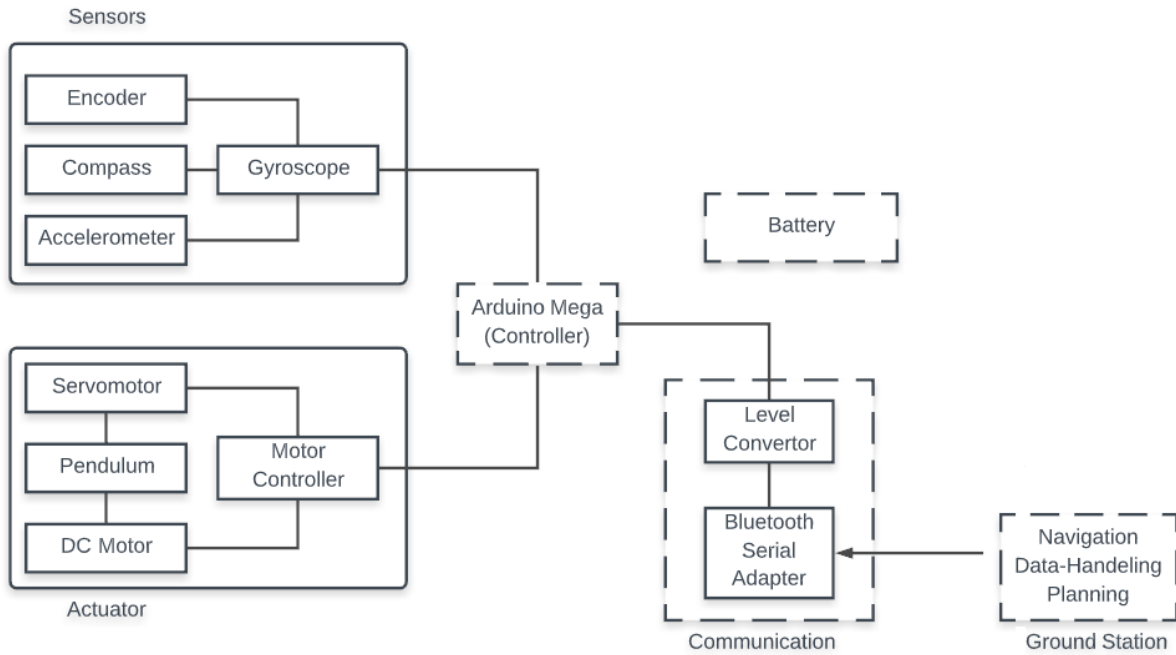 Sensors
Encoder
Compass
Gyroscope
Accelerometer
Battery
Arduino Mega
(Controller)
Servomotor
Pendulum
DC Motor
Motor
Controller
Actuator
Level
Convertor
Bluetooth
Serial
Adapter
Communication
Navigation
Data-Handeling
Planning
Ground Station